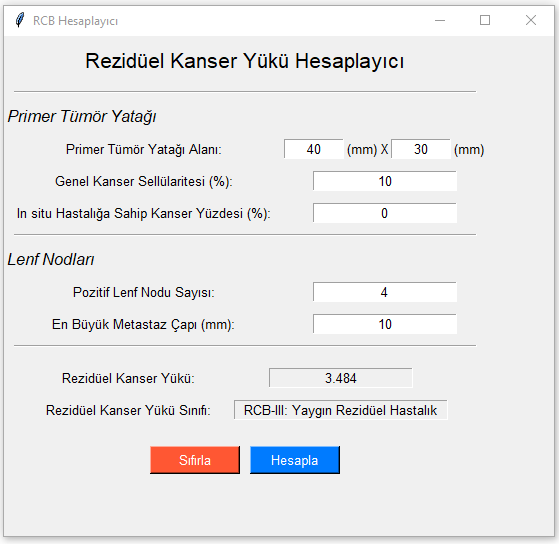 RCB Hesaplayıcı
Rezidüel Kanser Yükü Hesaplayıcı
Primer Tümör Yatağı
Primer Tümör Yatağı Alanı: 40 (mm) X 30 (mm)
Genel Kanser Sellülaritesi (%): 10
In situ Hastalığa Sahip Kanser Yüzdesi (%): 0
Lenf Nodları
Pozitif Lenf Nodu Sayısı: 4
En Büyük Metastaz Çapı (mm): 10
Rezidüel Kanser Yükü: 3.484
Rezidüel Kanser Yükü Sınıfı: RCB-III: Yaygın Rezidüel Hastalık
Sıfırla Hesapla